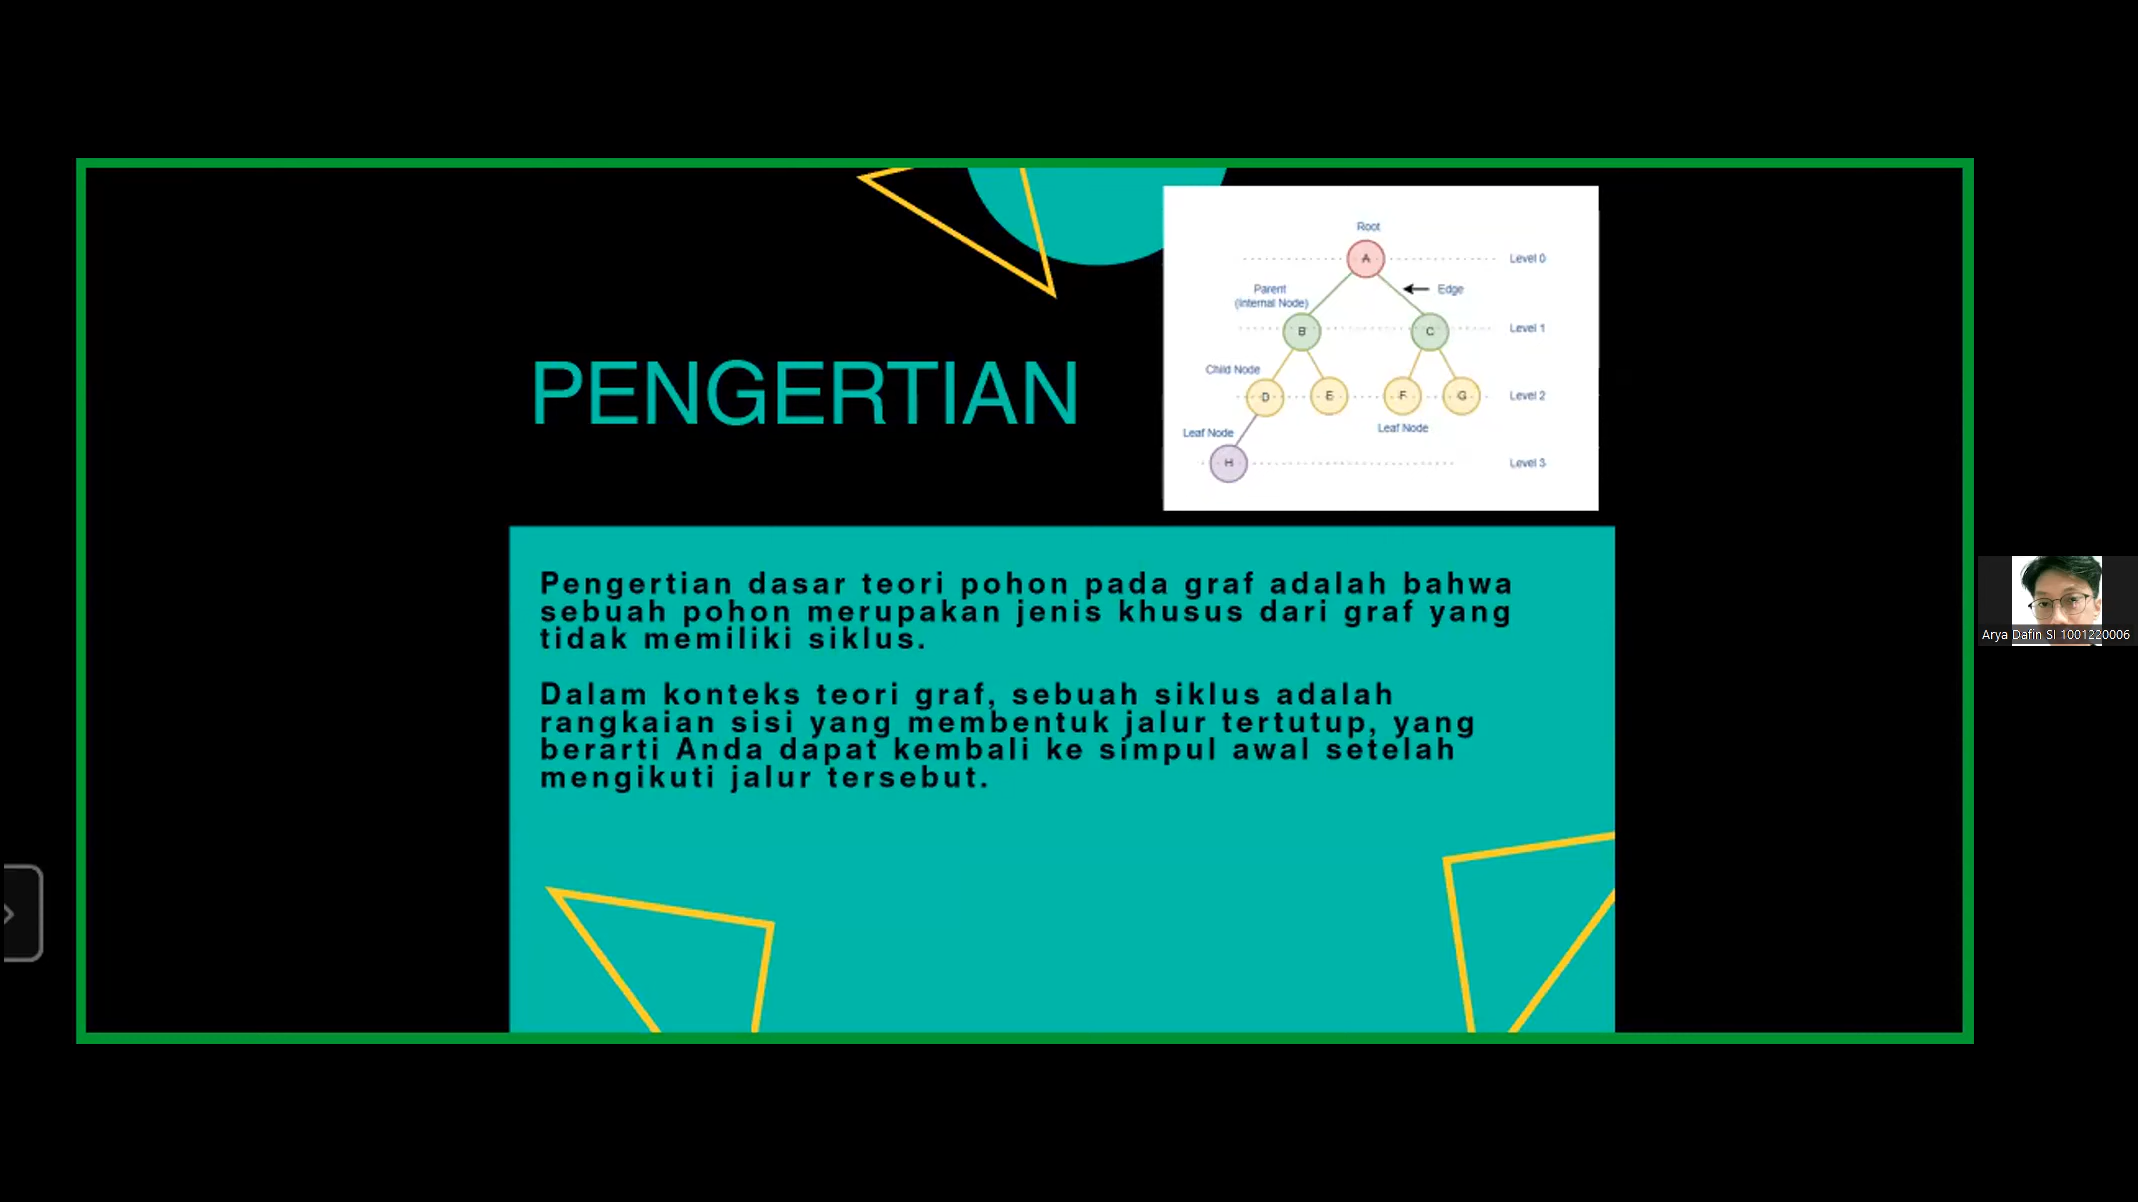 Root
A
Level 0
Parent
(Internal Node)
Edge
B
C
Level 1
PENGERTIAN
Child Node
D
E
F
G
Level 2
Leaf Node
Leaf Node
H
Level 3
Pengertian dasar teori pohon pada graf adalah bahwa
sebuah pohon merupakan jenis khusus dari graf yang
tidak memiliki siklus.
Dalam konteks teori graf, sebuah siklus adalah
rangkaian sisi yang membentuk jalur tertutup, yang
berarti Anda dapat kembali ke simpul awal setelah
mengikuti jalur tersebut.
Arya Dafin SI 1001220006